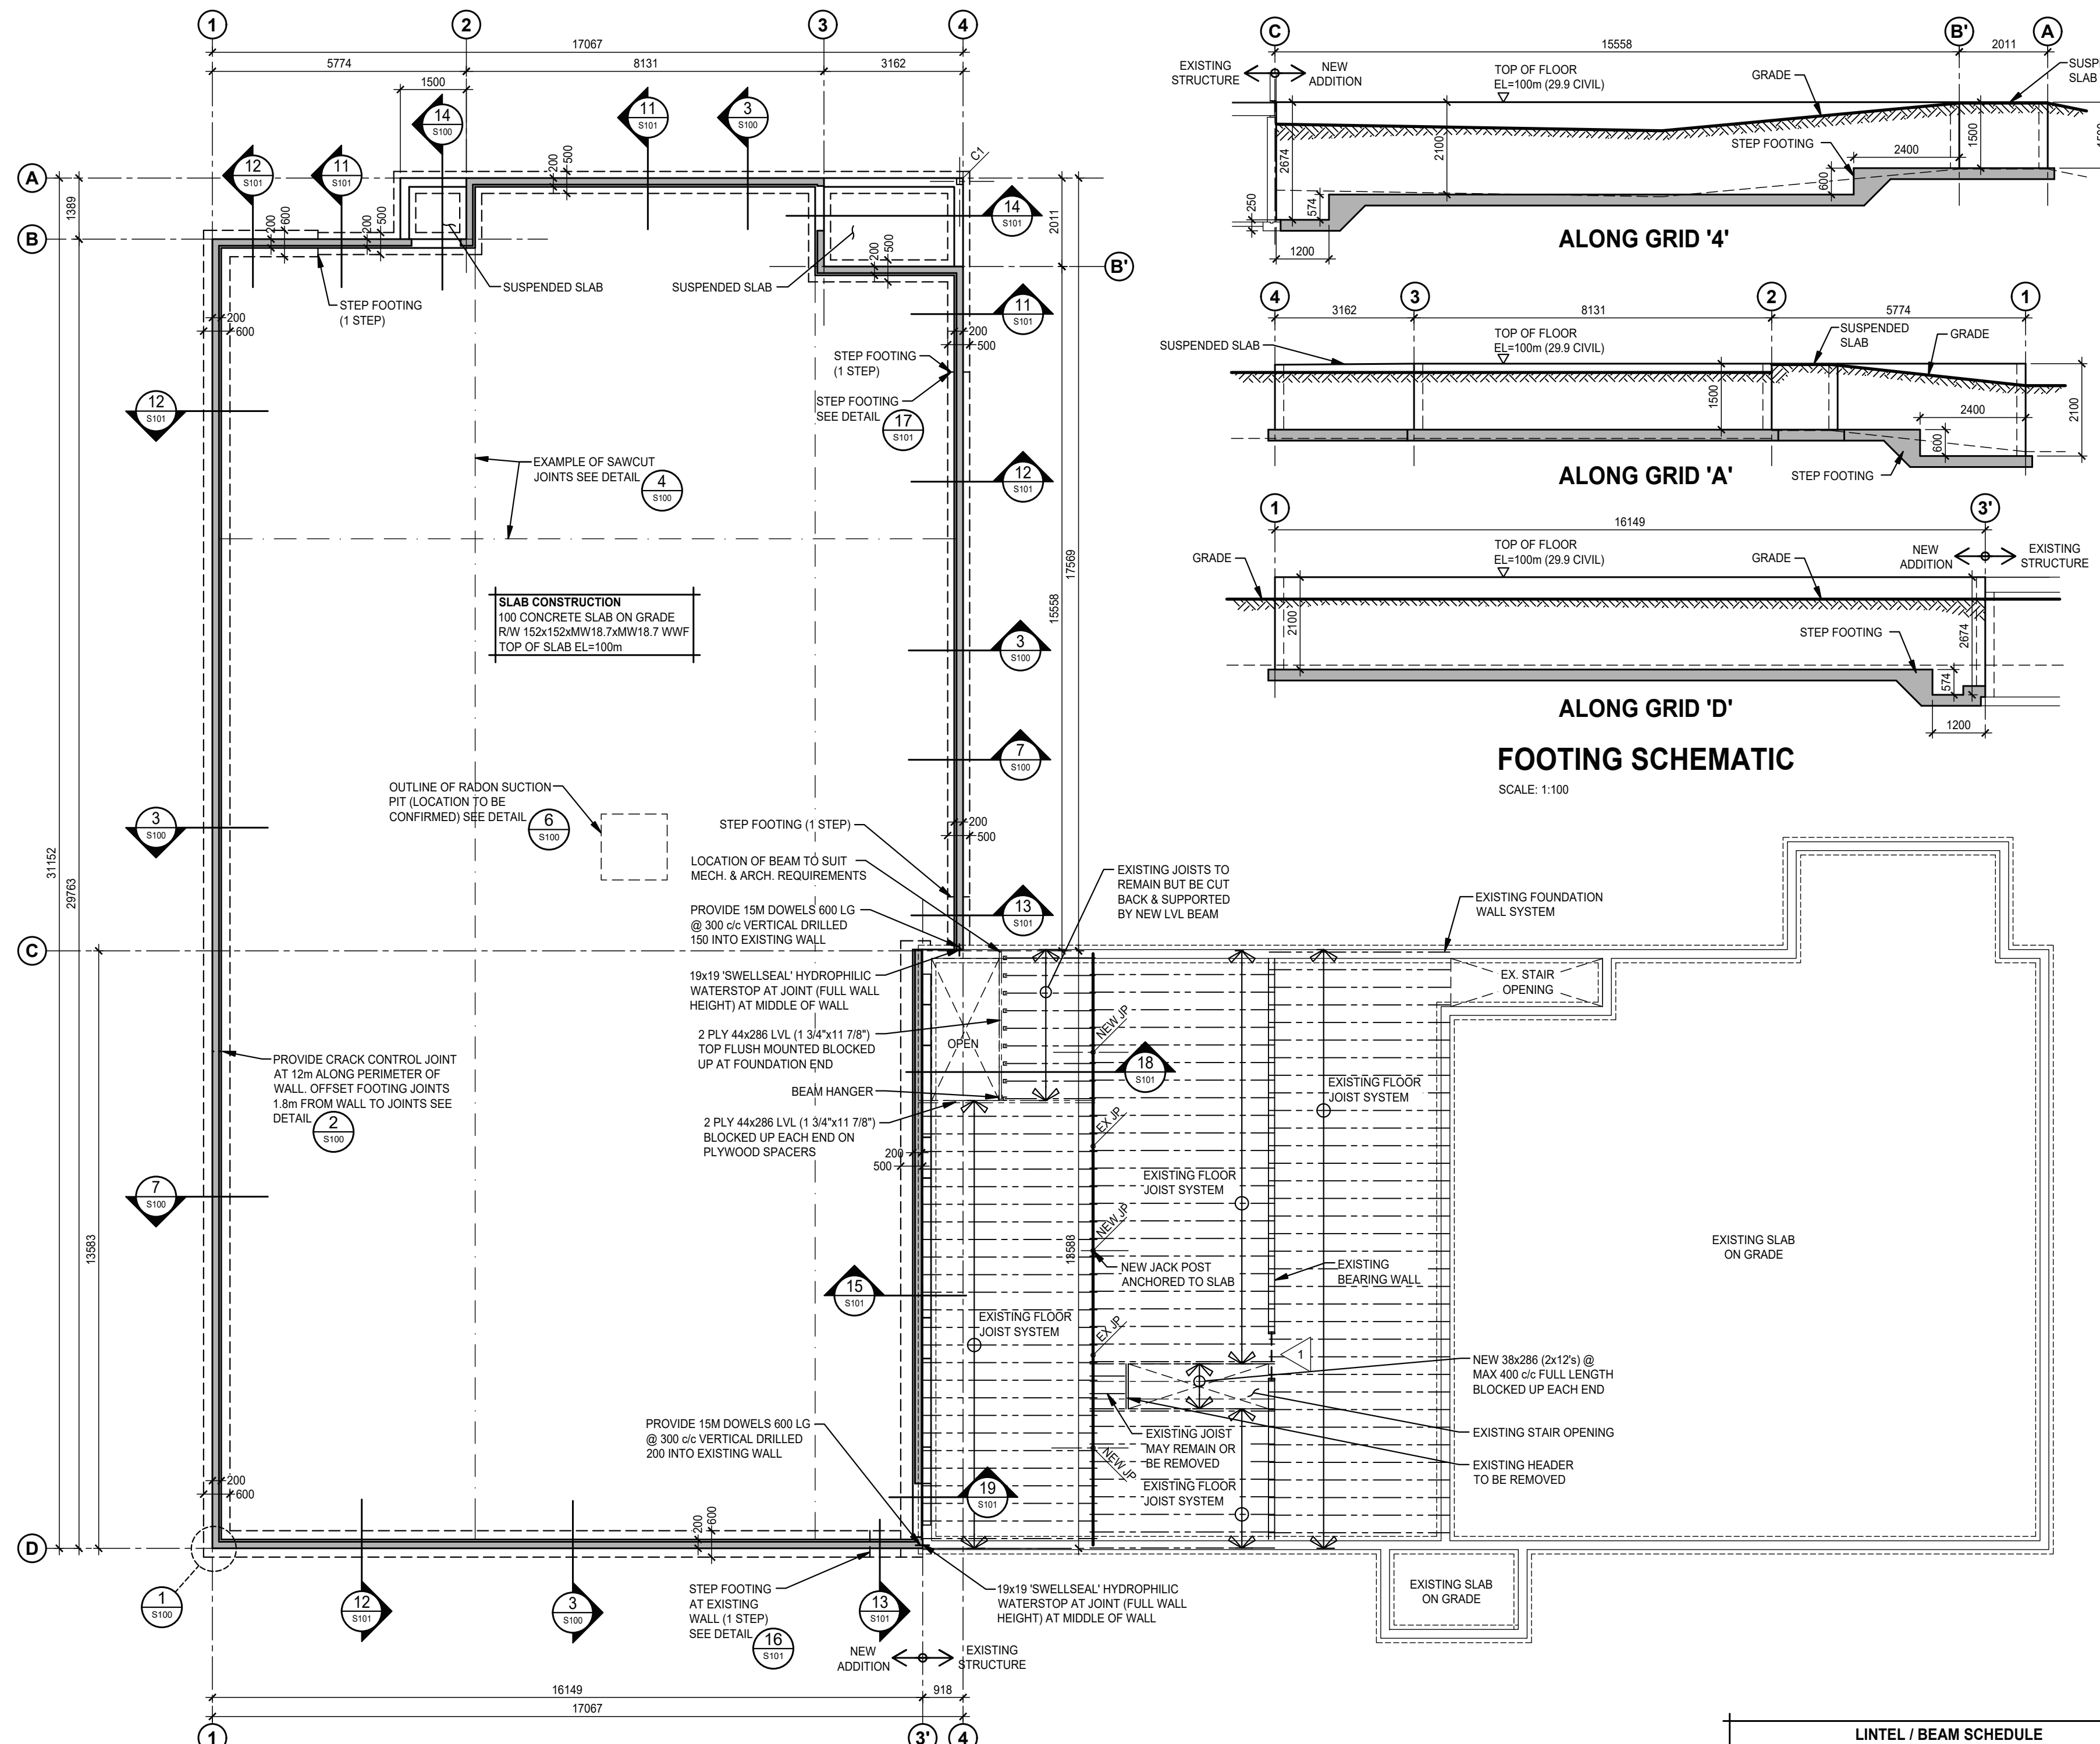 1
2
3
4
17067
5774
8131
3162
1500
14
S100
11
S101
3
S100
12
S101
11
S101
200
500
C1
A
B
1389
200
600
200
500
14
S101
2011
B'
200
500
SUSPENDED SLAB
SUSPENDED SLAB
STEP FOOTING
(1 STEP)
200
600
11
S101
200
500
STEP FOOTING
(1 STEP)
STEP FOOTING
SEE DETAIL
17
S101
12
S101
EXAMPLE OF SAWCUT
JOINTS SEE DETAIL
4
S100
12
S101
SLAB CONSTRUCTION
100 CONCRETE SLAB ON GRADE
R/W 152x152xMW18.7xMW18.7 WWF
TOP OF SLAB EL=100m
17569
15558
3
S100
7
S100
OUTLINE OF RADON SUCTION
PIT (LOCATION TO BE
CONFIRMED) SEE DETAIL
6
S100
3
S100
31152
29763
200
500
STEP FOOTING (1 STEP)
LOCATION OF BEAM TO SUIT
MECH. & ARCH. REQUIREMENTS
PROVIDE 15M DOWELS 600 LG
@ 300 c/c VERTICAL DRILLED
150 INTO EXISTING WALL
13
S101
EXISTING JOISTS TO
REMAIN BUT BE CUT
BACK & SUPPORTED
BY NEW LVL BEAM
EXISTING FOUNDATION
WALL SYSTEM
C
19x19 'SWELLSEAL' HYDROPHILIC
WATERSTOP AT JOINT (FULL WALL
HEIGHT) AT MIDDLE OF WALL
EX. STAIR
OPENING
2 PLY 44x286 LVL (1 3/4"x11 7/8")
TOP FLUSH MOUNTED BLOCKED
UP AT FOUNDATION END
OPEN
NEW JP
18
S101
BEAM HANGER
PROVIDE CRACK CONTROL JOINT
AT 12m ALONG PERIMETER OF
WALL. OFFSET FOOTING JOINTS
1.8m FROM WALL TO JOINTS SEE
DETAIL
2
S100
EXISTING FLOOR
JOIST SYSTEM
2 PLY 44x286 LVL (1 3/4"x11 7/8")
BLOCKED UP EACH END ON
PLYWOOD SPACERS
EX JP
200
500
EXISTING FLOOR
JOIST SYSTEM
7
S100
13583
NEW JP
13588
EXISTING SLAB
ON GRADE
NEW JACK POST
ANCHORED TO SLAB
EXISTING
BEARING WALL
15
S101
EXISTING FLOOR
JOIST SYSTEM
EX JP
1
NEW 38x286 (2x12's) @
MAX 400 c/c FULL LENGTH
BLOCKED UP EACH END
PROVIDE 15M DOWELS 600 LG
@ 300 c/c VERTICAL DRILLED
200 INTO EXISTING WALL
EXISTING JOIST
MAY REMAIN OR
BE REMOVED
EXISTING STAIR OPENING
NEW JP
EXISTING HEADER
TO BE REMOVED
EXISTING FLOOR
JOIST SYSTEM
19
S101
200
600
200
600
D
1
S100
12
S101
3
S100
STEP FOOTING
AT EXISTING
WALL (1 STEP)
SEE DETAIL
16
S101
13
S101
19x19 'SWELLSEAL' HYDROPHILIC
WATERSTOP AT JOINT (FULL WALL
HEIGHT) AT MIDDLE OF WALL
EXISTING SLAB
ON GRADE
NEW
ADDITION
EXISTING
STRUCTURE
16149
918
17067
1
3'
4
C
B'
A
15558
2011
EXISTING
STRUCTURE
NEW
ADDITION
TOP OF FLOOR
EL=100m (29.9 CIVIL)
GRADE
SLAB
2674
2100
STEP FOOTING
1500
2400
600
574
250
1200
ALONG GRID '4'
4
3
2
1
3162
8131
5774
SUSPENDED SLAB
TOP OF FLOOR
EL=100m (29.9 CIVIL)
SUSPENDED
SLAB
GRADE
1500
2400
2100
600
ALONG GRID 'A'
STEP FOOTING
1
3'
16149
GRADE
TOP OF FLOOR
EL=100m (29.9 CIVIL)
GRADE
NEW
ADDITION
EXISTING
STRUCTURE
2100
STEP FOOTING
2674
574
1200
ALONG GRID 'D'
FOOTING SCHEMATIC
SCALE: 1:100
LINTEL / BEAM SCHEDULE